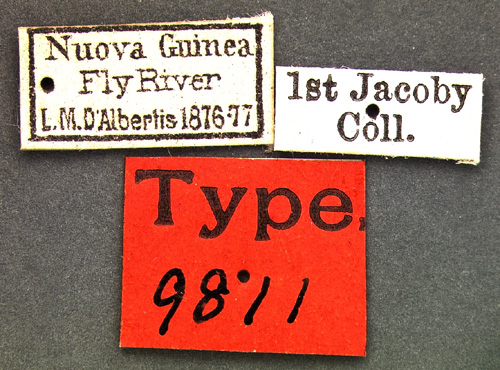 Nuova Guinea
Fly River
L.M.D'Albertis 1876-77
1st Jacoby
Coll.
Type.
9811